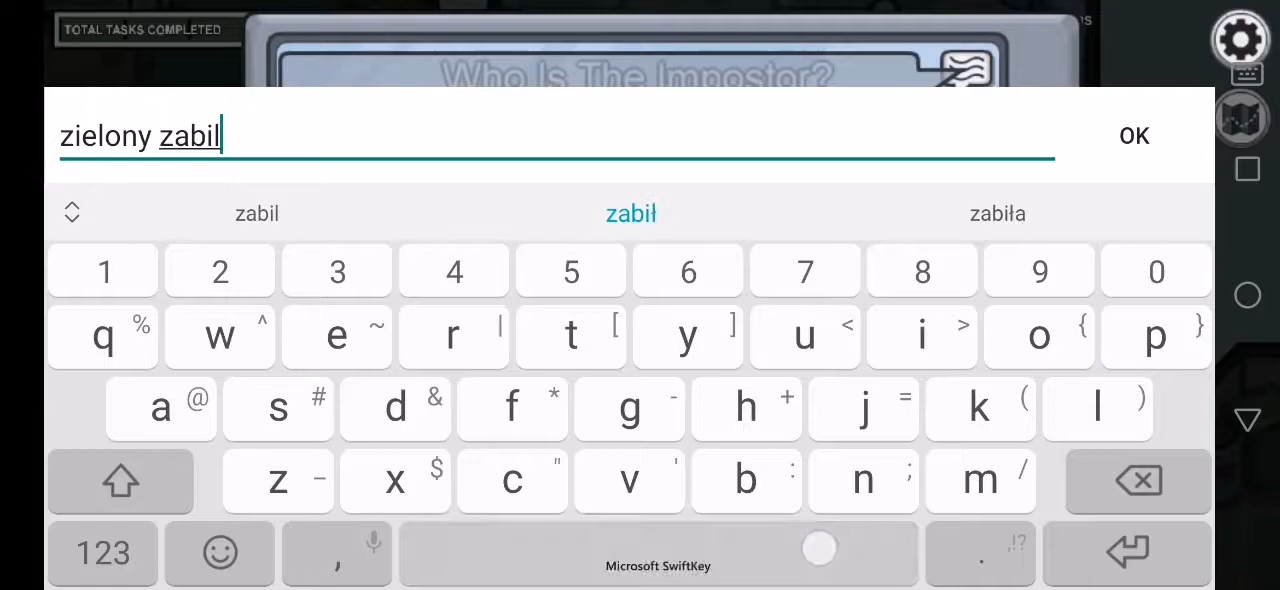 TOTAL TASKS COMPLETED
Who Is The Impostor?
zielony zabil
OK
zabil zabił zabiła
1 2 3 4 5 6 7 8 9 0
q % w ^ e ~ r | t [ y ] u < i > o { p }
a @ s # d & f * g - h + j = k ( l )
z _ x $ c " v ' b : n ; m /
123 , Microsoft SwiftKey . ,!?